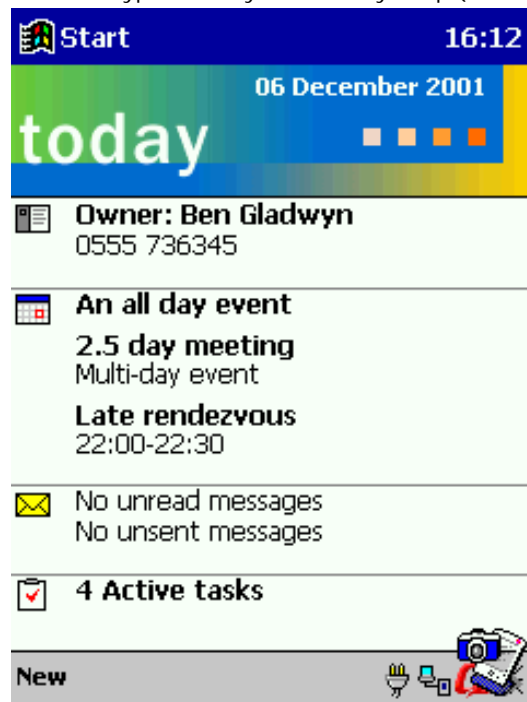 Start 16:12
06 December 2001
today
Owner: Ben Gladwyn
0555 736345
An all day event
2.5 day meeting
Multi-day event
Late rendezvous
22:00-22:30
No unread messages
No unsent messages
4 Active tasks
New